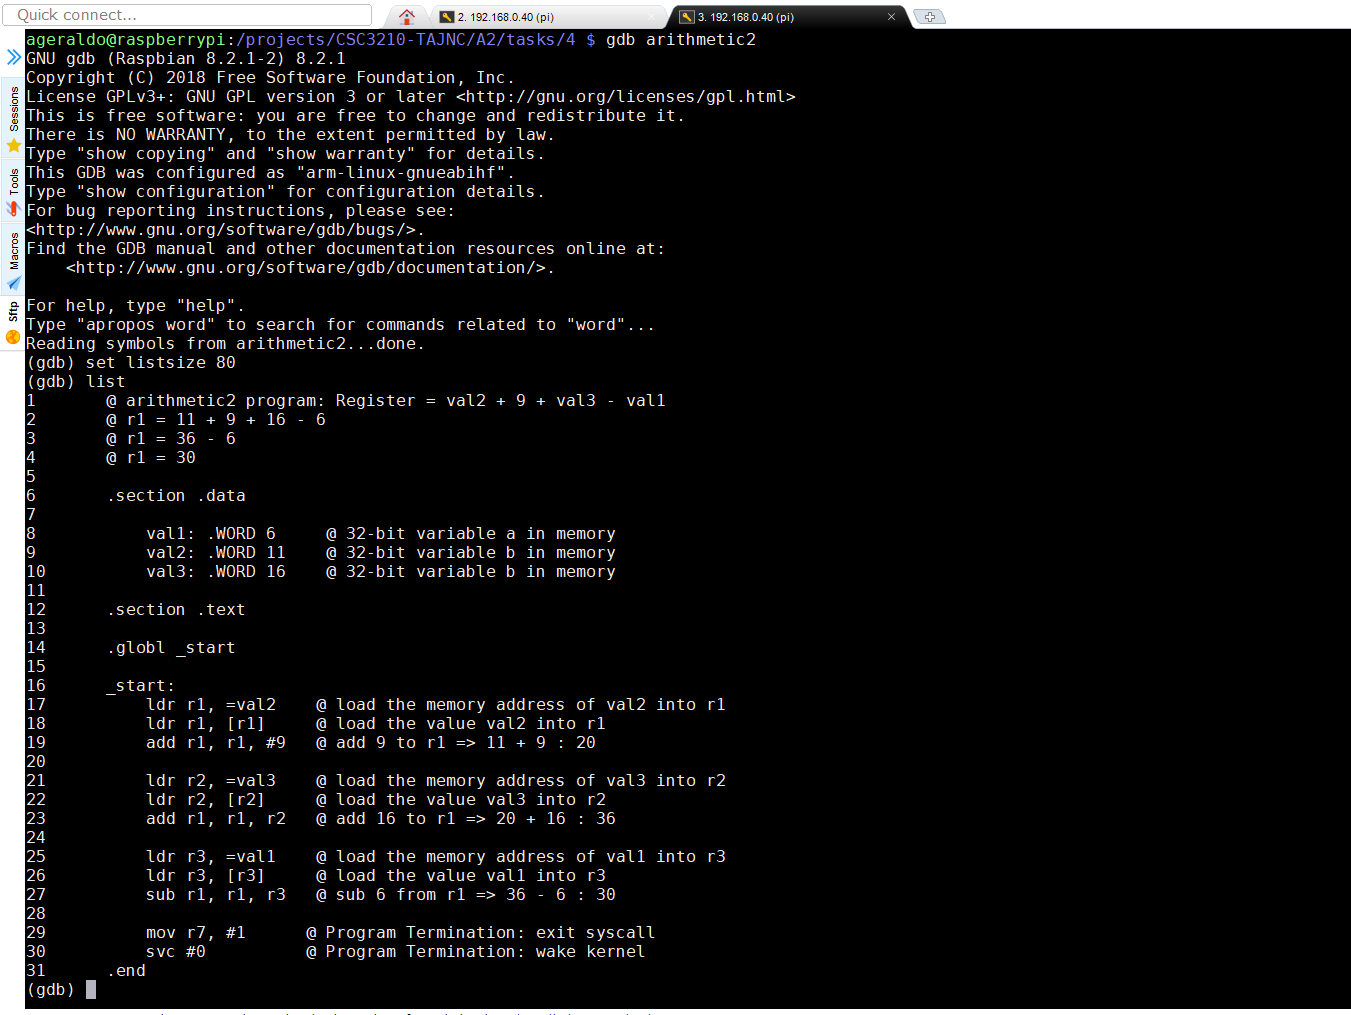 Quick connect...
2. 192.168.0.40 (pi)
3. 192.168.0.40 (pi)
Sessions
Tools
Macros
Sftp
ageraldo@raspberrypi:/projects/CSC3210-TAJNC/A2/tasks/4 $ gdb arithmetic2
GNU gdb (Raspbian 8.2.1-2) 8.2.1
Copyright (C) 2018 Free Software Foundation, Inc.
License GPLv3+: GNU GPL version 3 or later <http://gnu.org/licenses/gpl.html>
This is free software: you are free to change and redistribute it.
There is NO WARRANTY, to the extent permitted by law.
Type "show copying" and "show warranty" for details.
This GDB was configured as "arm-linux-gnueabihf".
Type "show configuration" for configuration details.
For bug reporting instructions, please see:
<http://www.gnu.org/software/gdb/bugs/>.
Find the GDB manual and other documentation resources online at:
    <http://www.gnu.org/software/gdb/documentation/>.
For help, type "help".
Type "apropos word" to search for commands related to "word"...
Reading symbols from arithmetic2...done.
(gdb) set listsize 80
(gdb) list
1       @ arithmetic2 program: Register = val2 + 9 + val3 - val1
2       @ r1 = 11 + 9 + 16 - 6
3       @ r1 = 36 - 6
4       @ r1 = 30
5
6       .section .data
7
8           val1: .WORD 6     @ 32-bit variable a in memory
9           val2: .WORD 11    @ 32-bit variable b in memory
10          val3: .WORD 16    @ 32-bit variable b in memory
11
12      .section .text
13
14      .globl _start
15
16      _start:
17          ldr r1, =val2    @ load the memory address of val2 into r1
18          ldr r1, [r1]     @ load the value val2 into r1
19          add r1, r1, #9   @ add 9 to r1 => 11 + 9 : 20
20
21          ldr r2, =val3    @ load the memory address of val3 into r2
22          ldr r2, [r2]     @ load the value val3 into r2
23          add r1, r1, r2   @ add 16 to r1 => 20 + 16 : 36
24
25          ldr r3, =val1    @ load the memory address of val1 into r3
26          ldr r3, [r3]     @ load the value val1 into r3
27          sub r1, r1, r3   @ sub 6 from r1 => 36 - 6 : 30
28
29          mov r7, #1      @ Program Termination: exit syscall
30          svc #0          @ Program Termination: wake kernel
31      .end
(gdb)